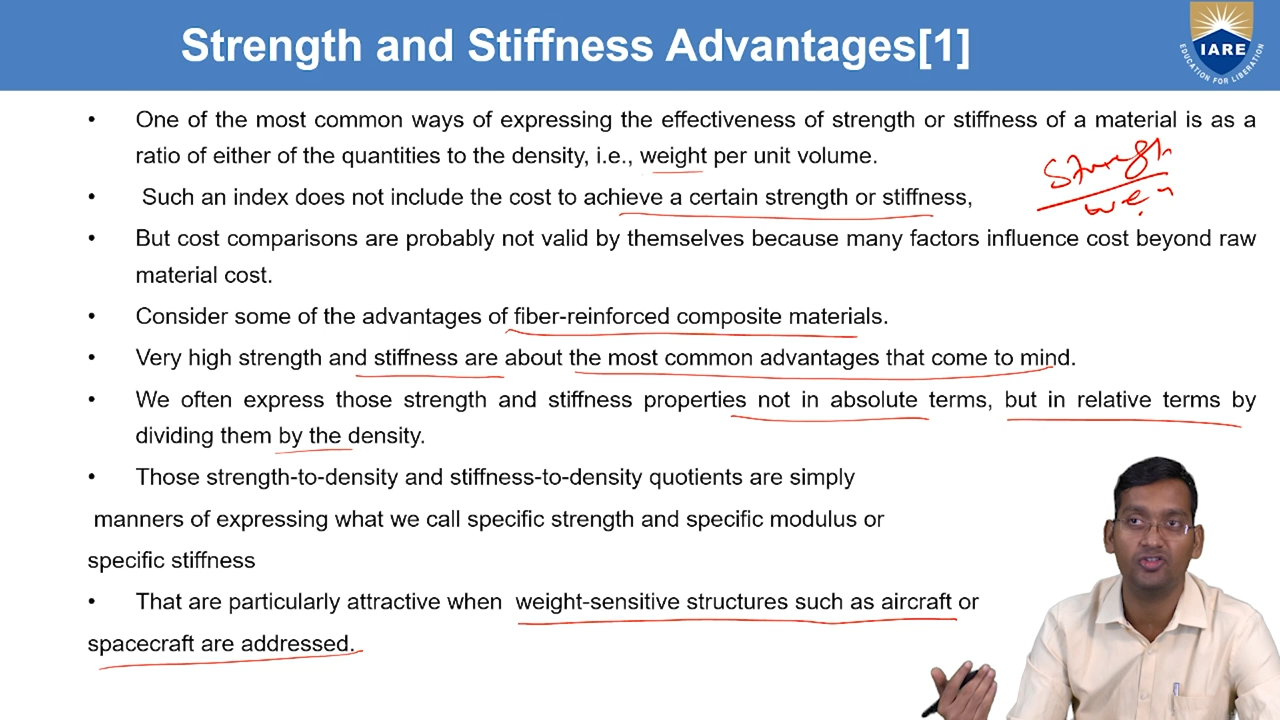 Strength and Stiffness Advantages[1]
IARE
EDUCATION FOR LIBERATION
• One of the most common ways of expressing the effectiveness of strength or stiffness of a material is as a
ratio of either of the quantities to the density, i.e., weight per unit volume.
Strength
• Such an index does not include the cost to achieve a certain strength or stiffness,
• But cost comparisons are probably not valid by themselves because many factors influence cost beyond raw
material cost.
• Consider some of the advantages of fiber-reinforced composite materials.
• Very high strength and stiffness are about the most common advantages that come to mind.
• We often express those strength and stiffness properties not in absolute terms, but in relative terms by
dividing them by the density.
• Those strength-to-density and stiffness-to-density quotients are simply
manners of expressing what we call specific strength and specific modulus or
specific stiffness
• That are particularly attractive when weight-sensitive structures such as aircraft or
spacecraft are addressed.